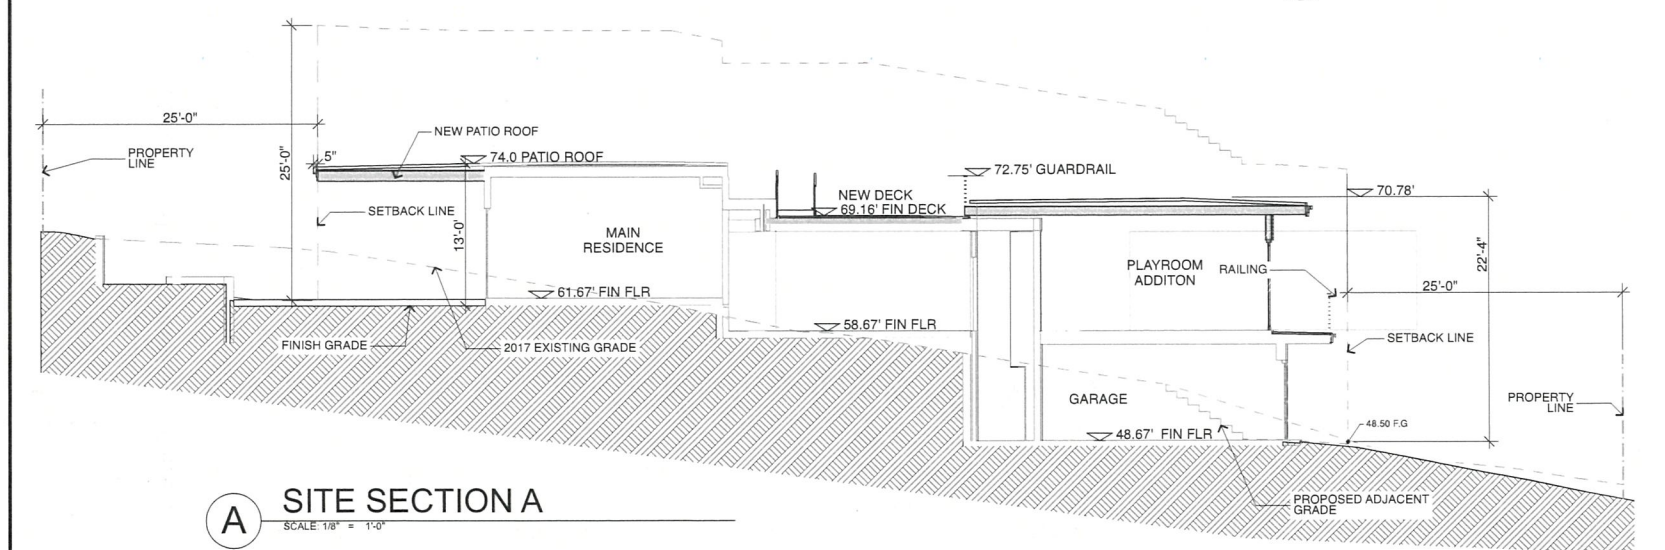 25'-0"
PROPERTY
LINE
25'-0"
5"
NEW PATIO ROOF
74.0 PATIO ROOF
SETBACK LINE
13'-0"
MAIN
RESIDENCE
61.67' FIN FLR
FINISH GRADE
2017 EXISTING GRADE
NEW DECK
69.16' FIN DECK
58.67' FIN FLR
72.75' GUARDRAIL
70.78'
PLAYROOM
ADDITON
RAILING
22'-4"
25'-0"
SETBACK LINE
GARAGE
48.67' FIN FLR
48.50 F.G
PROPERTY
LINE
PROPOSED ADJACENT
GRADE
A
SITE SECTION A
SCALE: 1/8" = 1'-0"